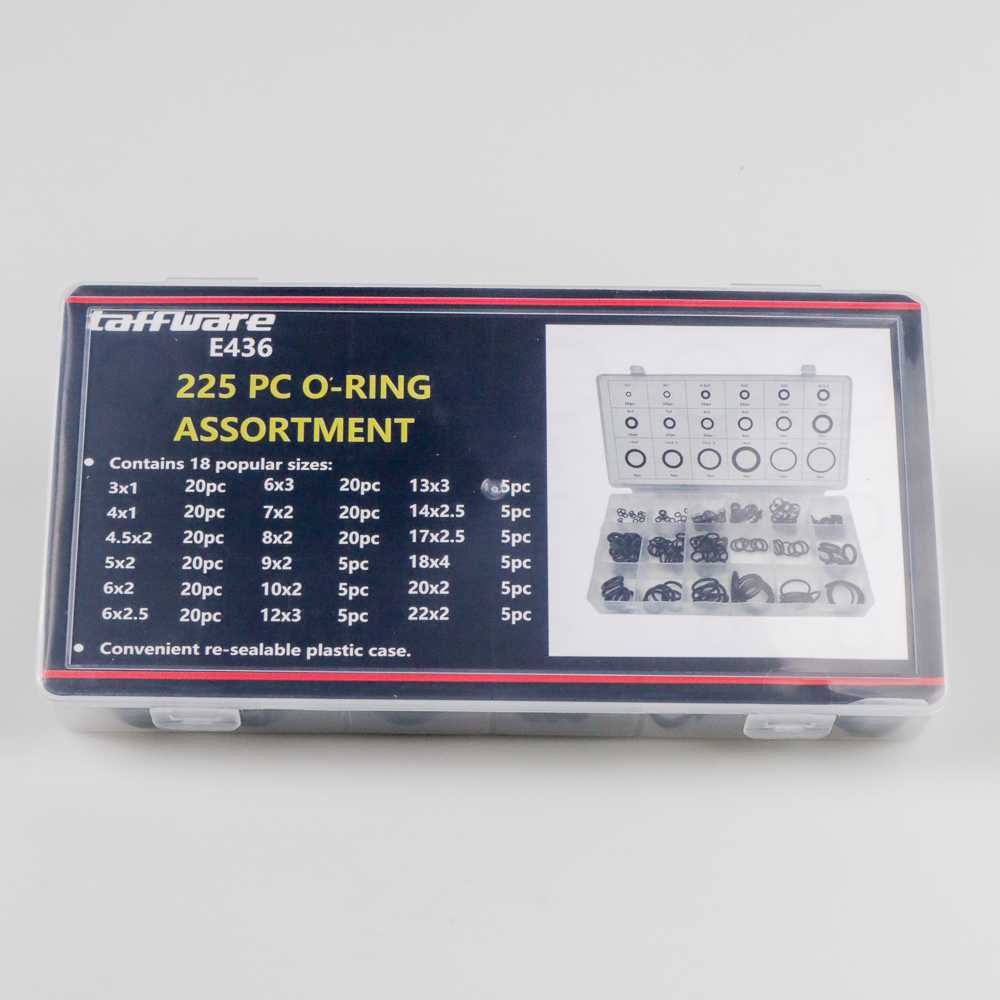 taffware
E436
225 PC O-RING
ASSORTMENT
• Contains 18 popular sizes:
3x1 20pc 6x3 20pc 13x3 5pc
4x1 20pc 7x2 20pc 14x2.5 5pc
4.5x2 20pc 8x2 20pc 17x2.5 5pc
5x2 20pc 9x2 5pc 18x4 5pc
6x2 20pc 10x2 5pc 20x2 5pc
6x2.5 20pc 12x3 5pc 22x2 5pc
• Convenient re-sealable plastic case.